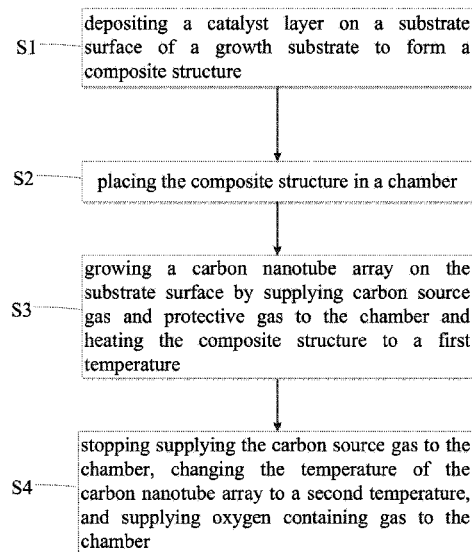 depositing a catalyst layer on a substrate
S1 surface of a growth substrate to form a
composite structure
S2 placing the composite structure in a chamber
growing a carbon nanotube array on the
substrate surface by supplying carbon source
S3 gas and protective gas to the chamber and
heating the composite structure to a first
temperature
stopping supplying the carbon source gas to the
chamber, changing the temperature of the
S4 carbon nanotube array to a second temperature,
and supplying oxygen containing gas to the
chamber